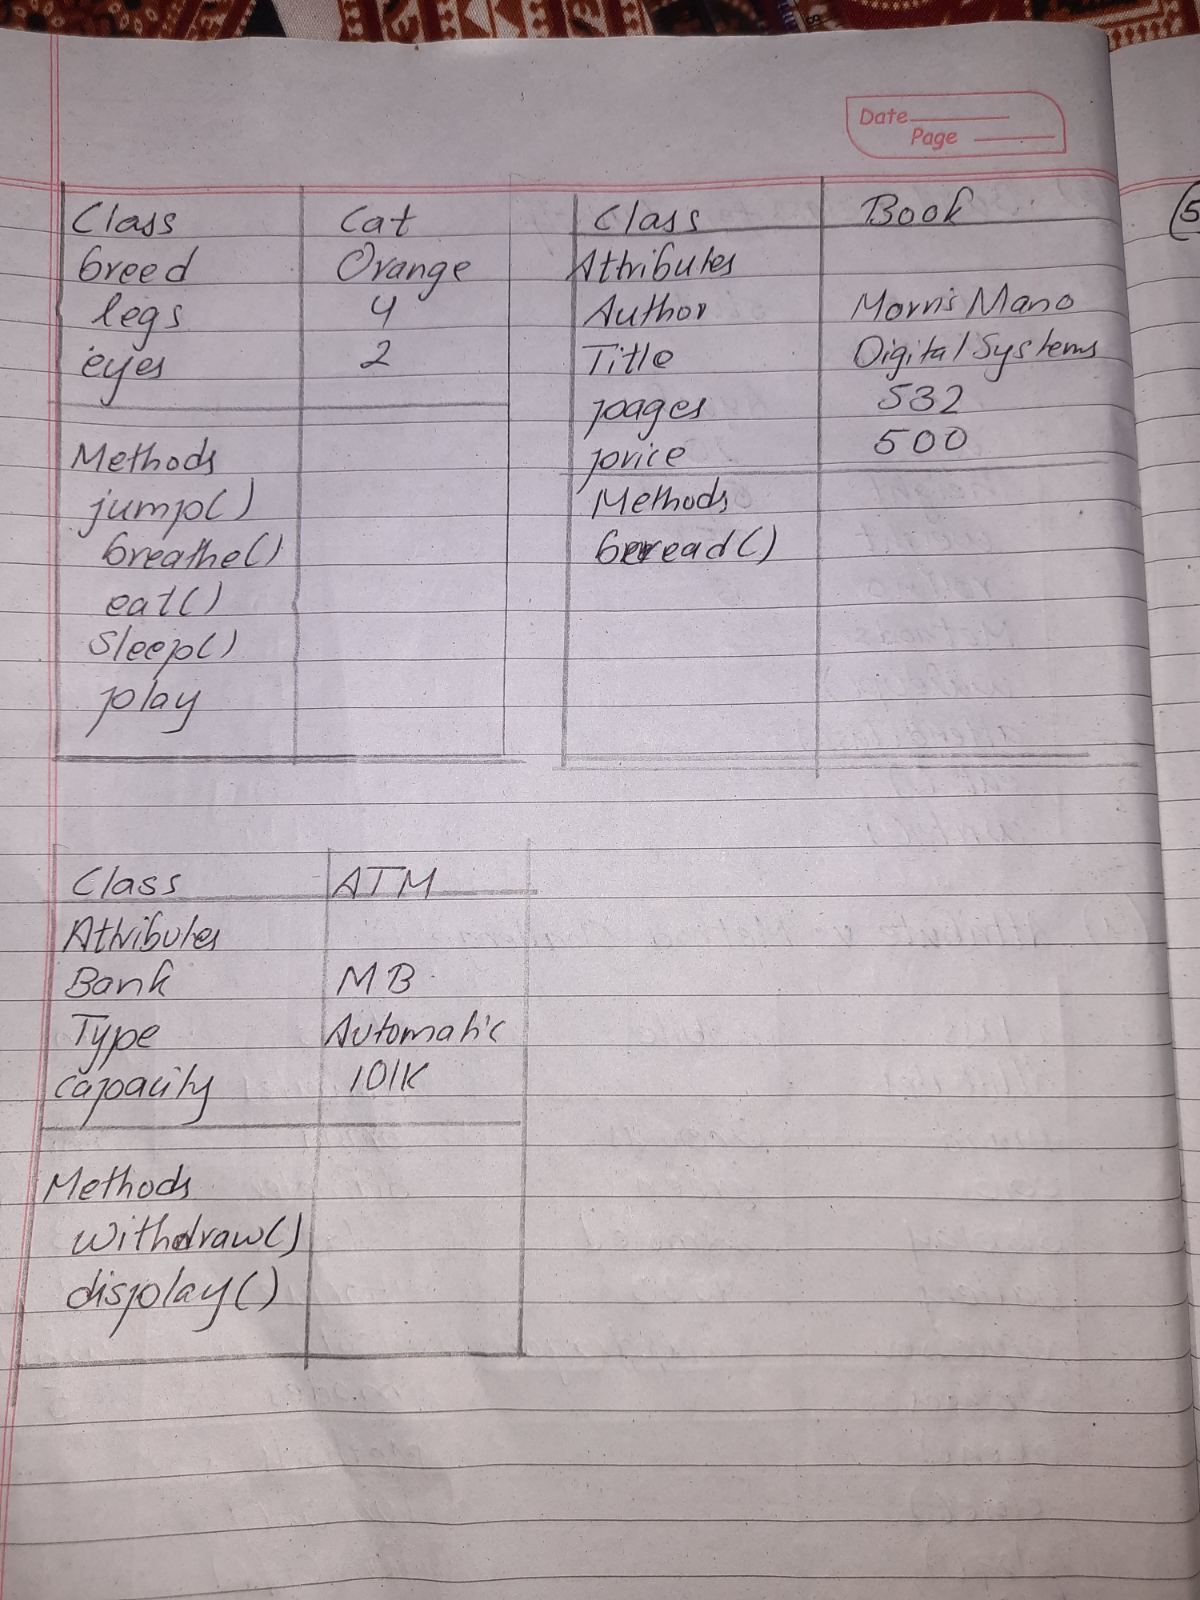 Date
Page
Class Cat
breed Orange
legs 4
eyes 2
Methods
jump()
breathe()
eat()
Sleep()
play
Class Book
Attributes
Author Morris Mano
Title Digital Systems
pages 532
price 500
Methods
read()
(5
Class ATM
Attributes
Bank MB
Type Automatic
capacity 101K
Methods
withdraw()
display()